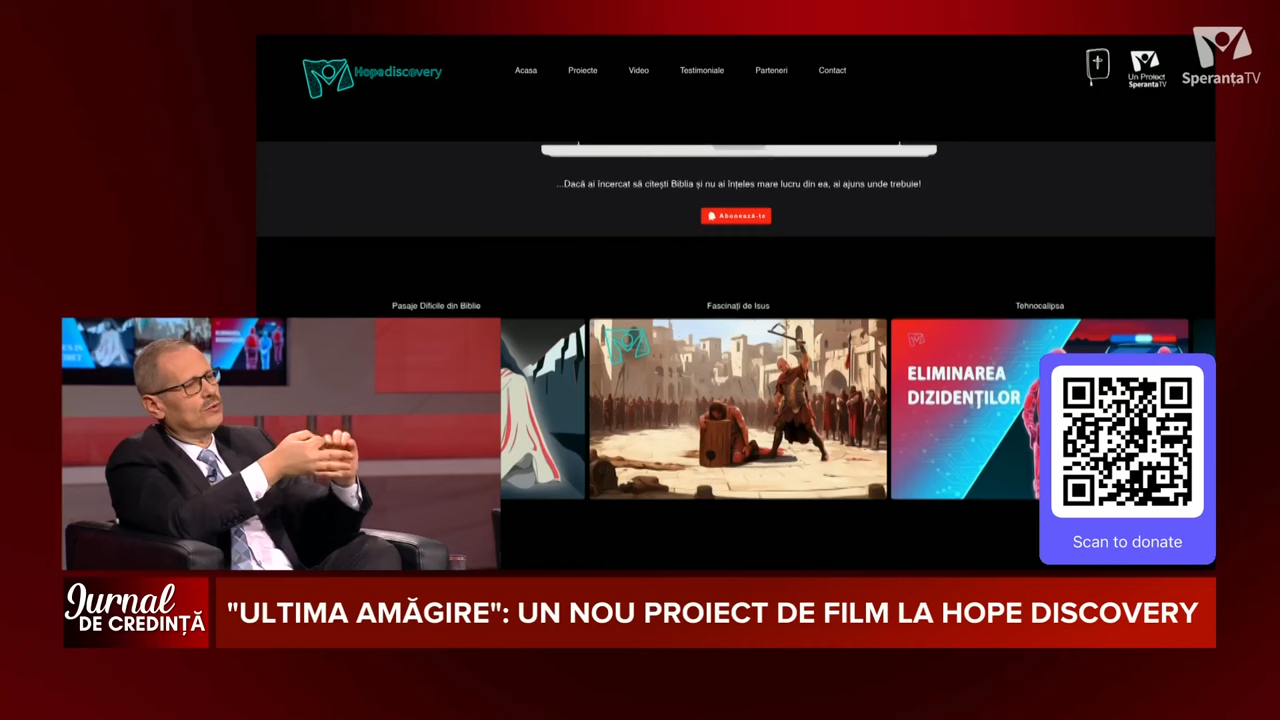 Hopediscovery
Acasa
Proiecte
Video
Testimoniale
Parteneri
Contact
Un Proiect
SperanțaTV
SperanțaTV
...Dacă ai încercat să citești Biblia și nu ai înțeles mare lucru din ea, ai ajuns unde trebuie!
Abonează-te
Pasaje Dificile din Biblie
Fascinați de Isus
Tehnocalipsa
ELIMINAREA
DIZIDENȚILOR
Scan to donate
Jurnal
DE CREDINȚĂ
"ULTIMA AMĂGIRE": UN NOU PROIECT DE FILM LA HOPE DISCOVERY